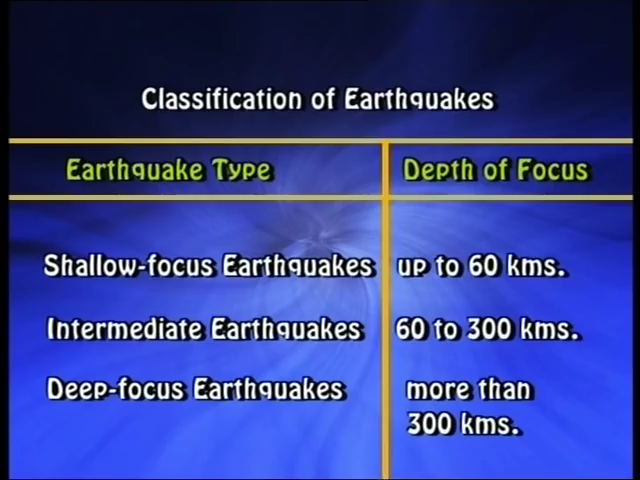 Classification of Earthquakes
Earthquake Type Depth of Focus
Shallow-focus Earthquakes up to 60 kms.
Intermediate Earthquakes 60 to 300 kms.
Deep-focus Earthquakes more than
300 kms.